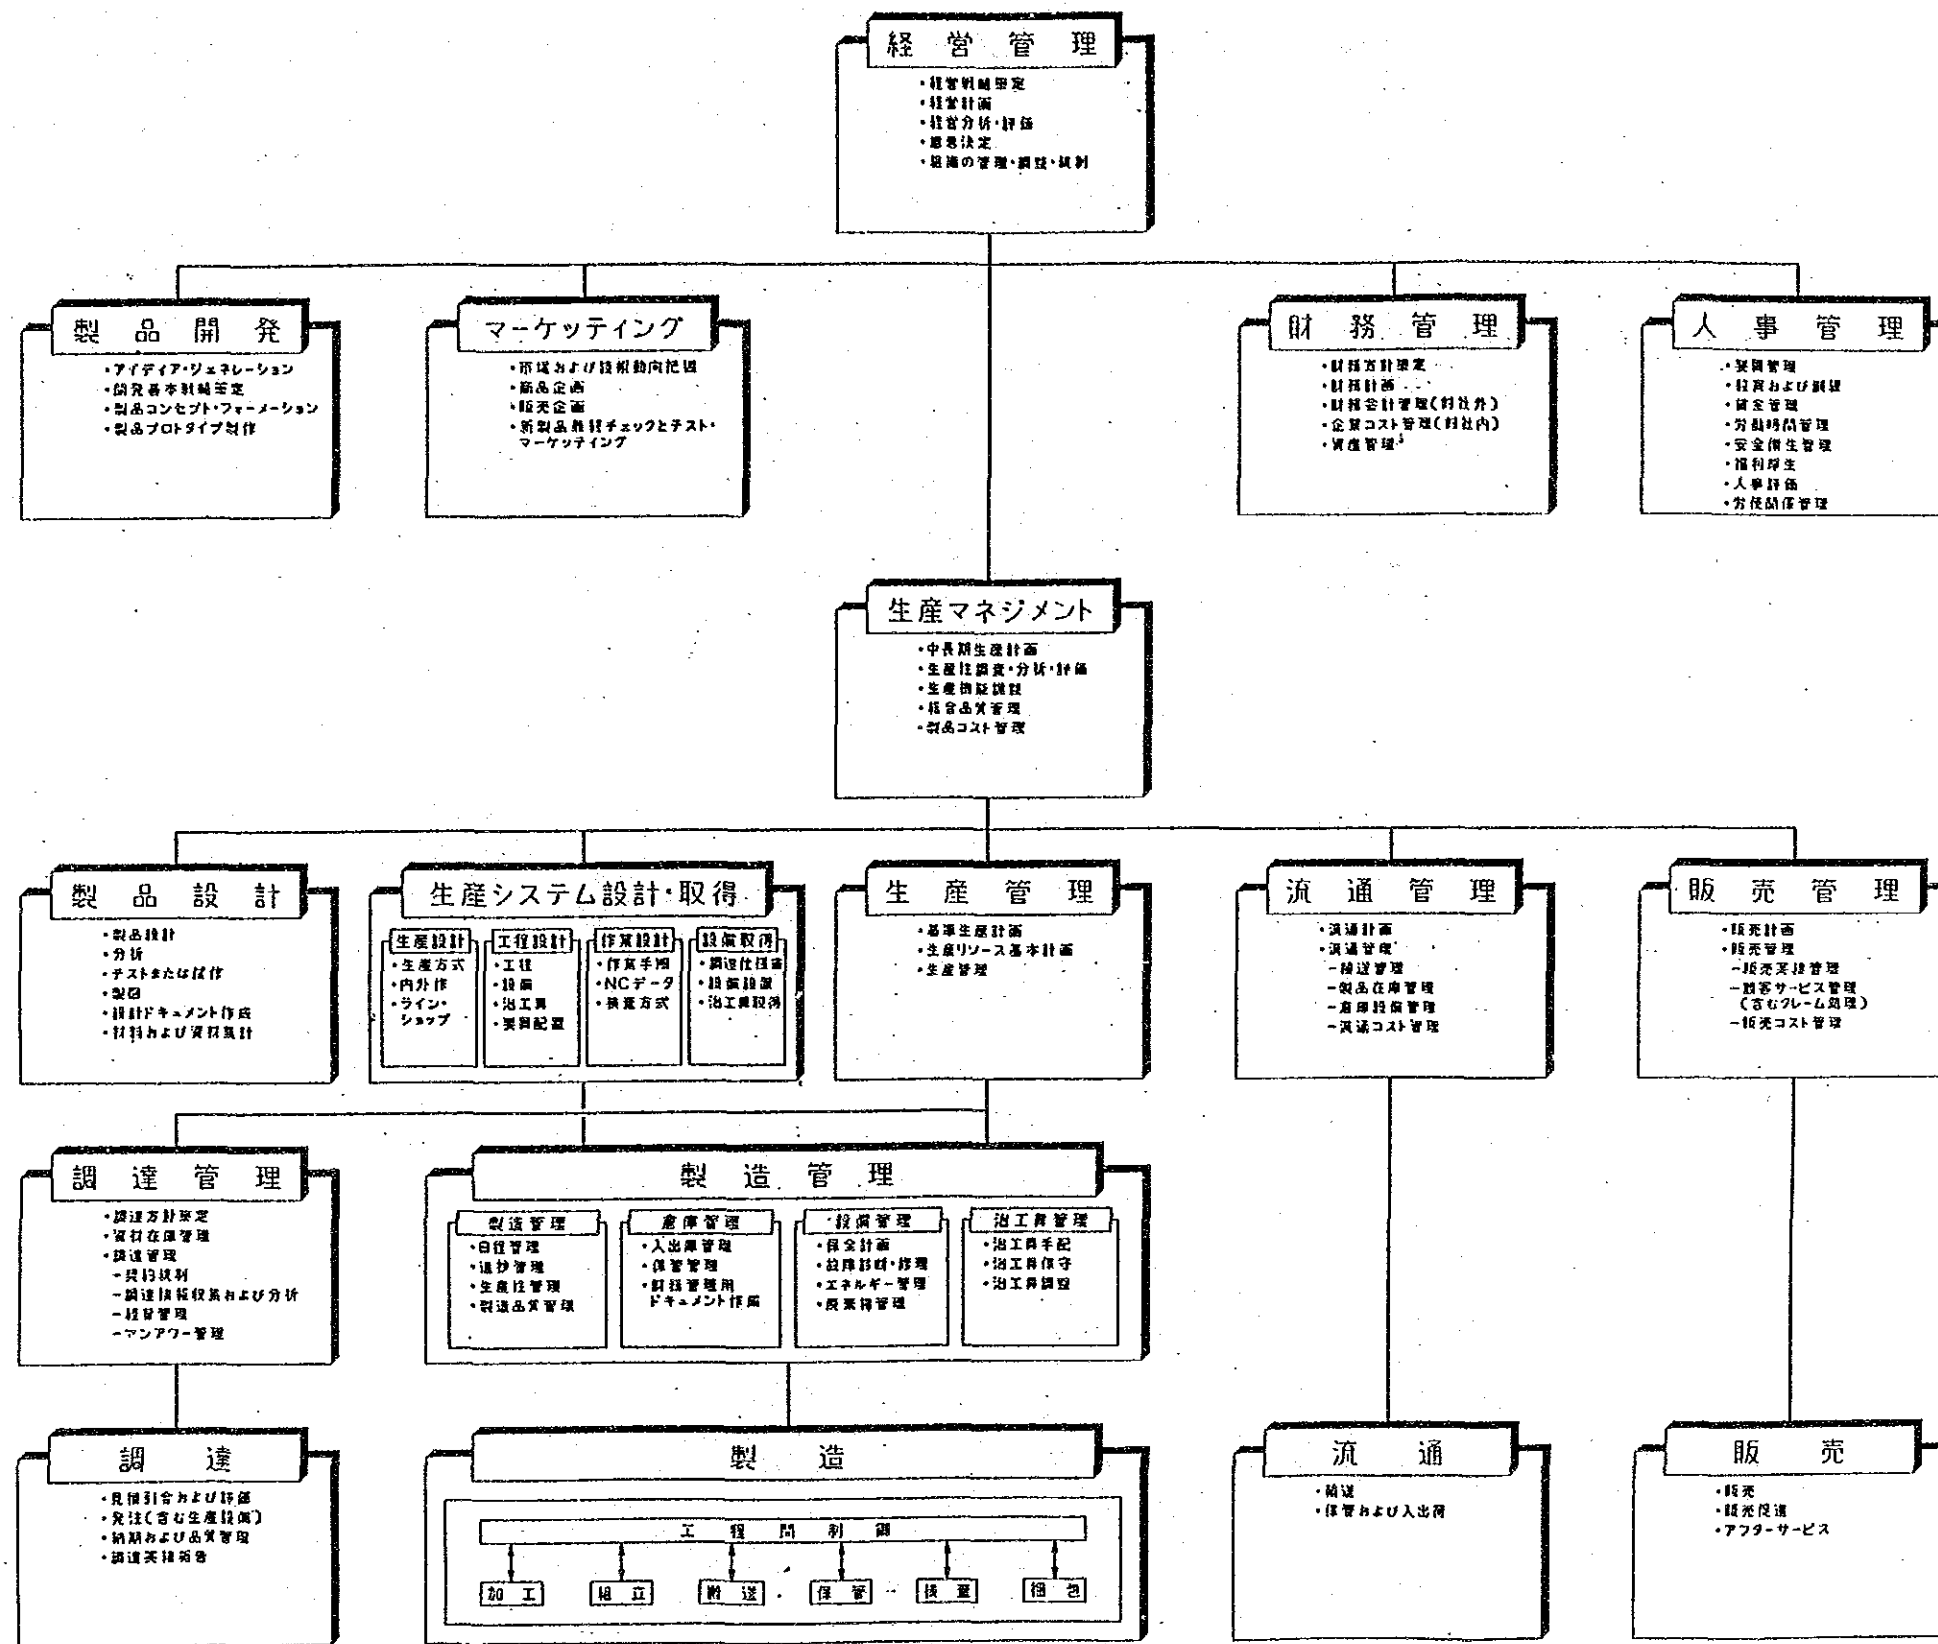 経営管理
・経営戦略策定
・経営計画
・経営分析・評価
・意思決定
・組織の管理・調整・統制
製品開発
・アイディア・ジェネレーション
・開発基本戦略策定
・製品コンセプト・フォーメーション
・製品プロトタイプ製作
マーケッティング
・市場および技術動向把握
・商品企画
・販売企画
・新製品最終チェックとテスト・
マーケッティング
財務管理
・財務方針策定
・財務計画
・財務会計管理(対社外)
・企業コスト管理(対社内)
・資産管理
人事管理
・要員管理
・教育および訓練
・賃金管理
・労働時間管理
・安全衛生管理
・福利厚生
・人事評価
・労使関係管理
生産マネジメント
・中長期生産計画
・生産性調査・分析・評価
・生産
・総合品質管理
・製品コスト管理
製品設計
・製品設計
・分析
・テストまたは試作
・製図
・設計ドキュメント作成
・材料および資材集計
生産システム設計・取得
生産設計
・生産方式
・内外作
・ライン・
ショップ
工程設計
・工程
・設備
・治工具
・要員配置
作業設計
・作業手順
・NCデータ
・検査方式
設備取得
・調達仕様書
・設備設置
・治工具取得
生産管理
・基準生産計画
・生産リソース基本計画
・生産管理
流通管理
・流通計画
・流通管理
－輸送管理
－製品在庫管理
－倉庫設備管理
－流通コスト管理
販売管理
・販売計画
・販売管理
－販売実績管理
－顧客サービス管理
(含むクレーム処理)
－販売コスト管理
調達管理
・調達方針策定
・資材在庫管理
・調達管理
－契約統制
－調達情報収集および分析
－経費管理
－マンアワー管理
製造管理
製造管理
・日程管理
・進捗管理
・生産性管理
・製造品質管理
倉庫管理
・入出庫管理
・保管管理
・財務管理用
ドキュメント作成
設備管理
・保全計画
・故障診断・修理
・エネルギー管理
・廃棄物管理
治工具管理
・治工具手配
・治工具保守
・治工具調整
調達
・見積引合および評価
・発注(含む生産設備)
・納期および品質管理
・調達実績報告
製造
工程間制御
加工 組立 搬送 保管 検査 梱包
流通
・輸送
・保管および入出荷
販売
・販売
・販売促進
・アフターサービス